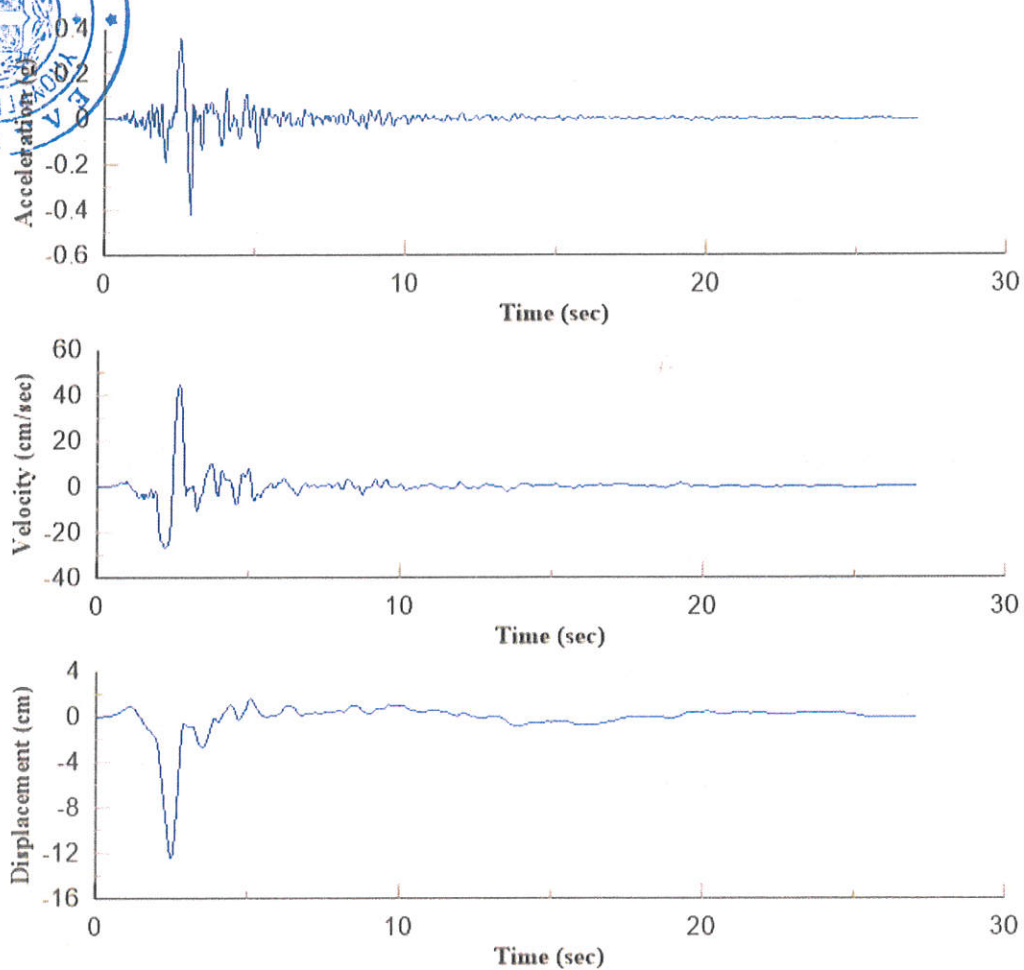 0.4
0.2
0
-0.2
-0.4
-0.6
Acceleration (g)
0 10 20 30
Time (sec)
60
40
20
0
-20
-40
Velocity (cm/sec)
0 10 20 30
Time (sec)
4
0
-4
-8
-12
-16
Displacement (cm)
0 10 20 30
Time (sec)